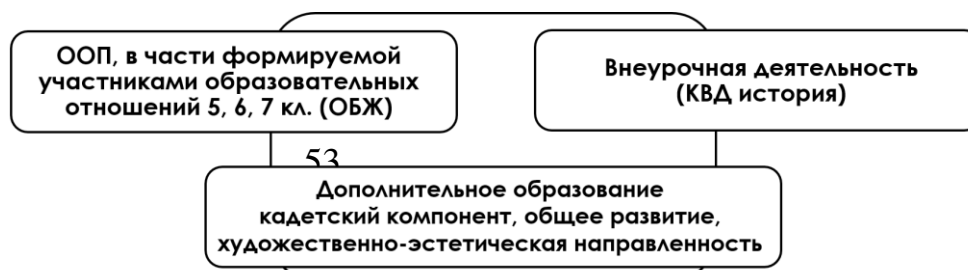 ООП, в части формируемой
участниками образовательных
отношений 5, 6, 7 кл. (ОБЖ)
Внеурочная деятельность
(КВД история)
53
Дополнительное образование
кадетский компонент, общее развитие,
художественно-эстетическая направленность